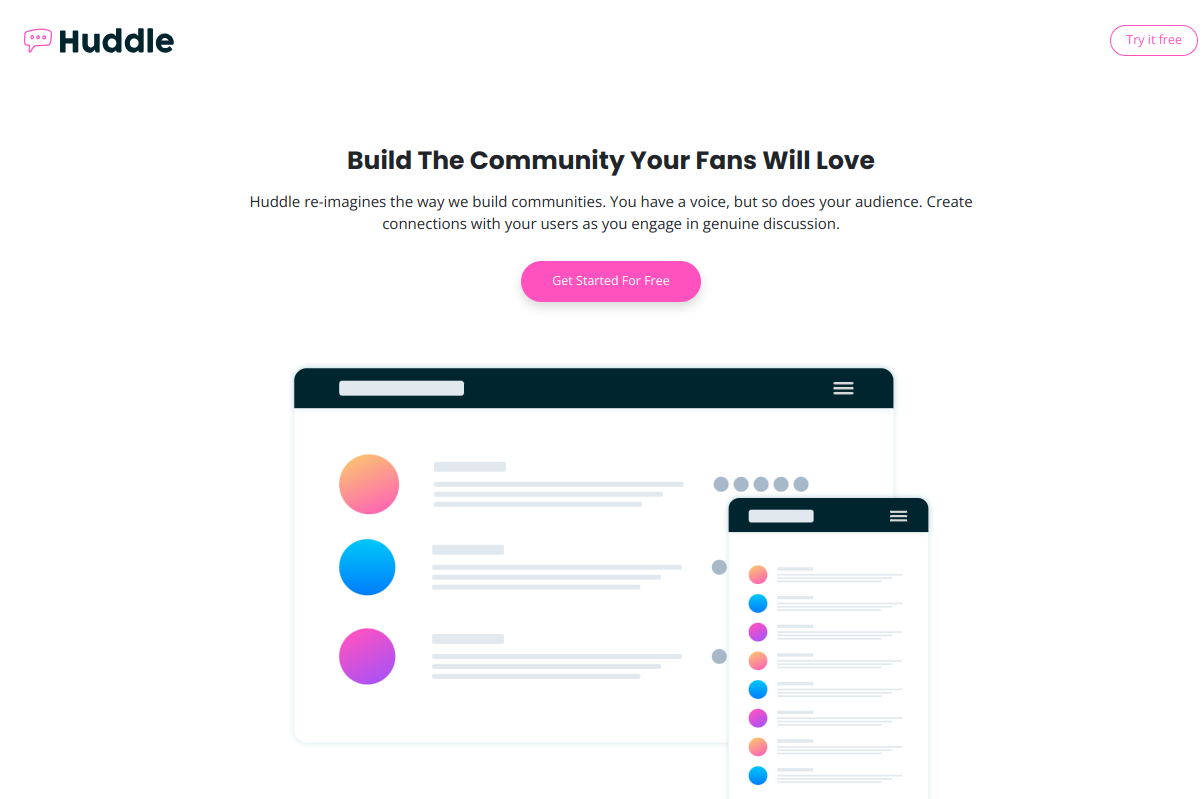 Huddle
Try it free
Build The Community Your Fans Will Love
Huddle re-imagines the way we build communities. You have a voice, but so does your audience. Create
connections with your users as you engage in genuine discussion.
Get Started For Free